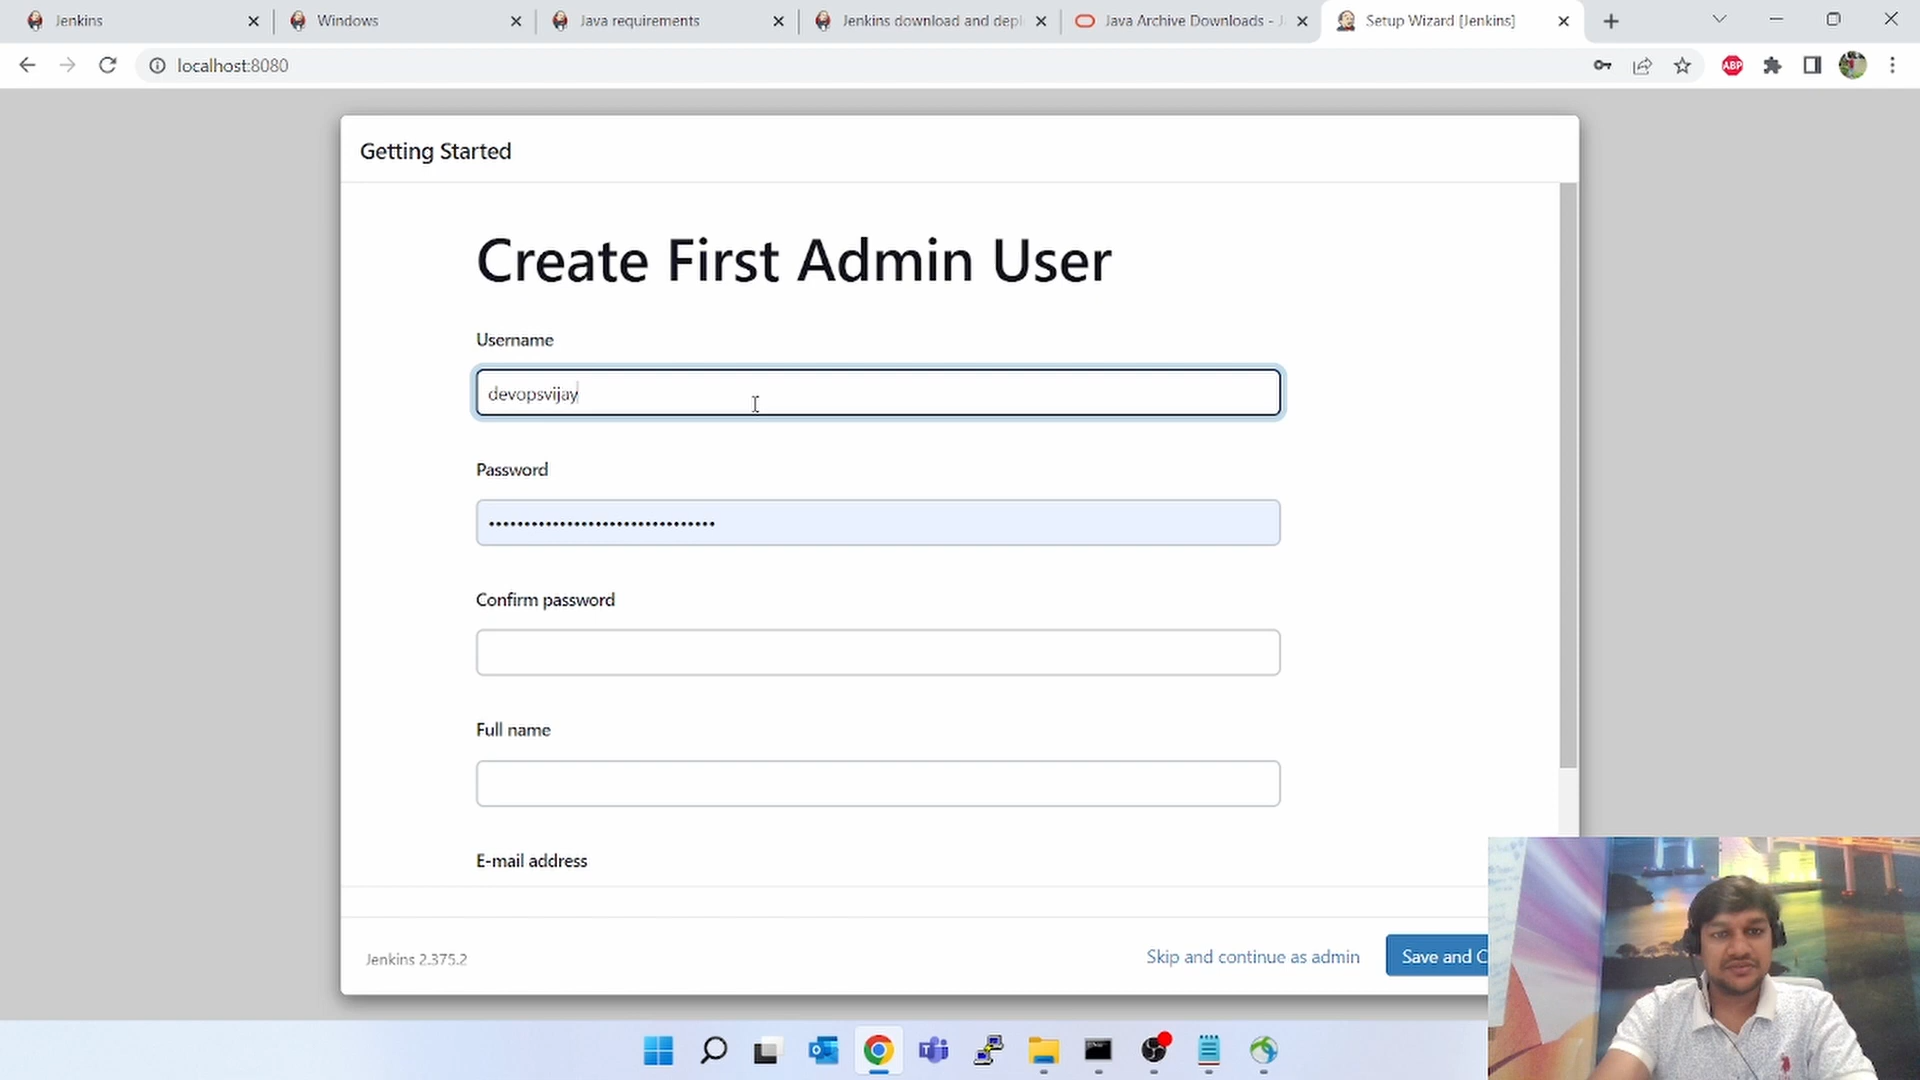 Jenkins
Windows
Java requirements
Jenkins download and depl
Java Archive Downloads - J
Setup Wizard [Jenkins]
localhost:8080
ABP
Getting Started
Create First Admin User
Username
devopsvijay
Password
••••••••••••••••••••••••••••••••
Confirm password
Full name
E-mail address
Jenkins 2.375.2
Skip and continue as admin
Save and C